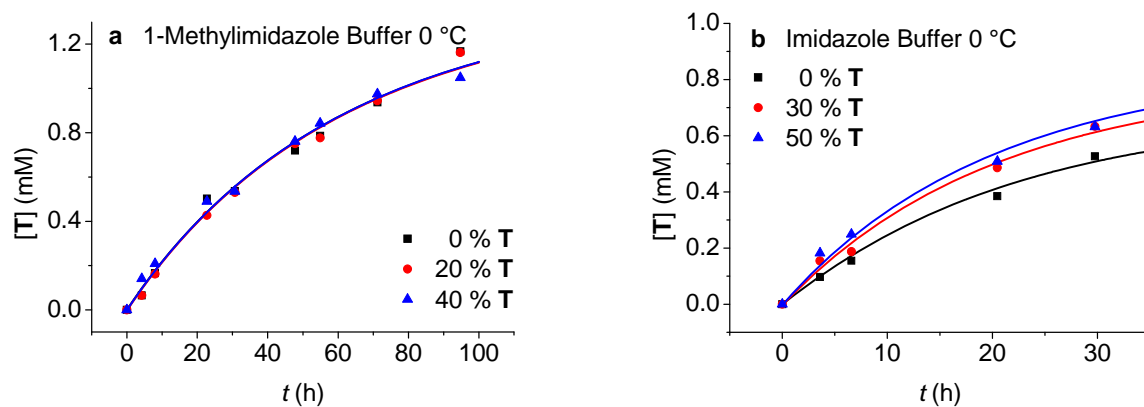 a 1-Methylimidazole Buffer 0 °C
1.2
0.8
0.4
0.0
[T] (mM)
0 % T
20 % T
40 % T
0 20 40 60 80 100
t (h)
b Imidazole Buffer 0 °C
0 % T
30 % T
50 % T
1.0
0.8
0.6
0.4
0.2
0.0
[T] (mM)
0 10 20 30
t (h)